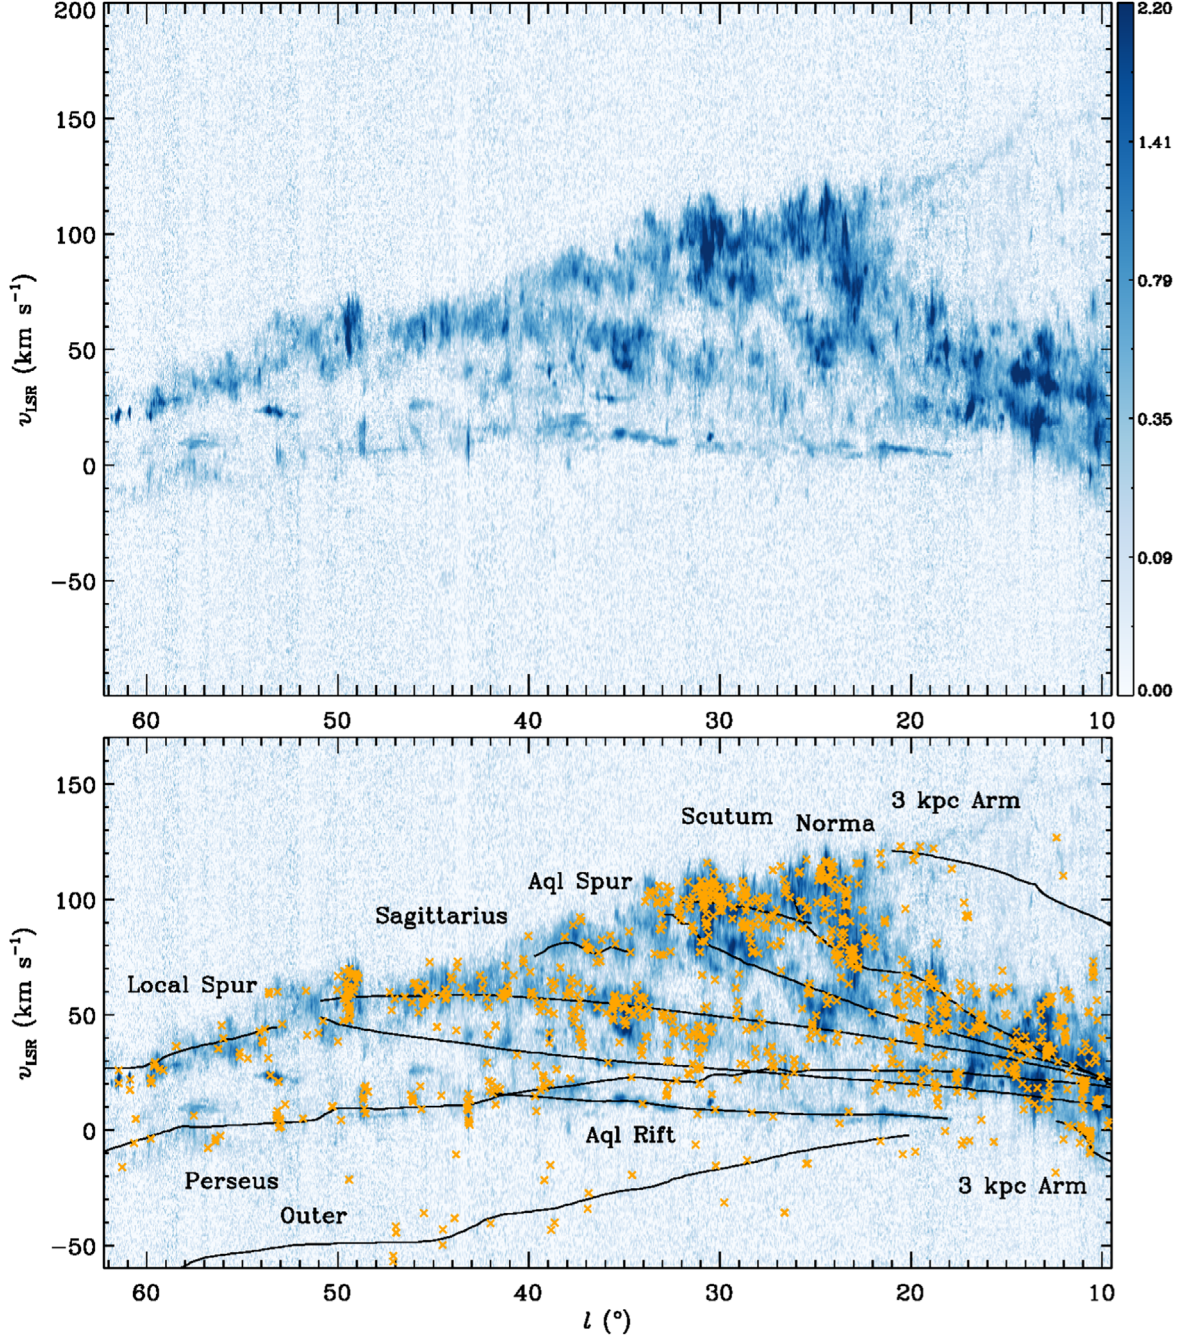 200
150
100
50
0
−50
v_LSR (km s⁻¹)
60 50 40 30 20 10
2.20
1.41
0.79
0.35
0.09
0.00
150
100
50
0
−50
v_LSR (km s⁻¹)
3 kpc Arm
Scutum
Norma
Aql Spur
Sagittarius
Local Spur
Aql Rift
Perseus
3 kpc Arm
Outer
60 50 40 30 20 10
l (°)